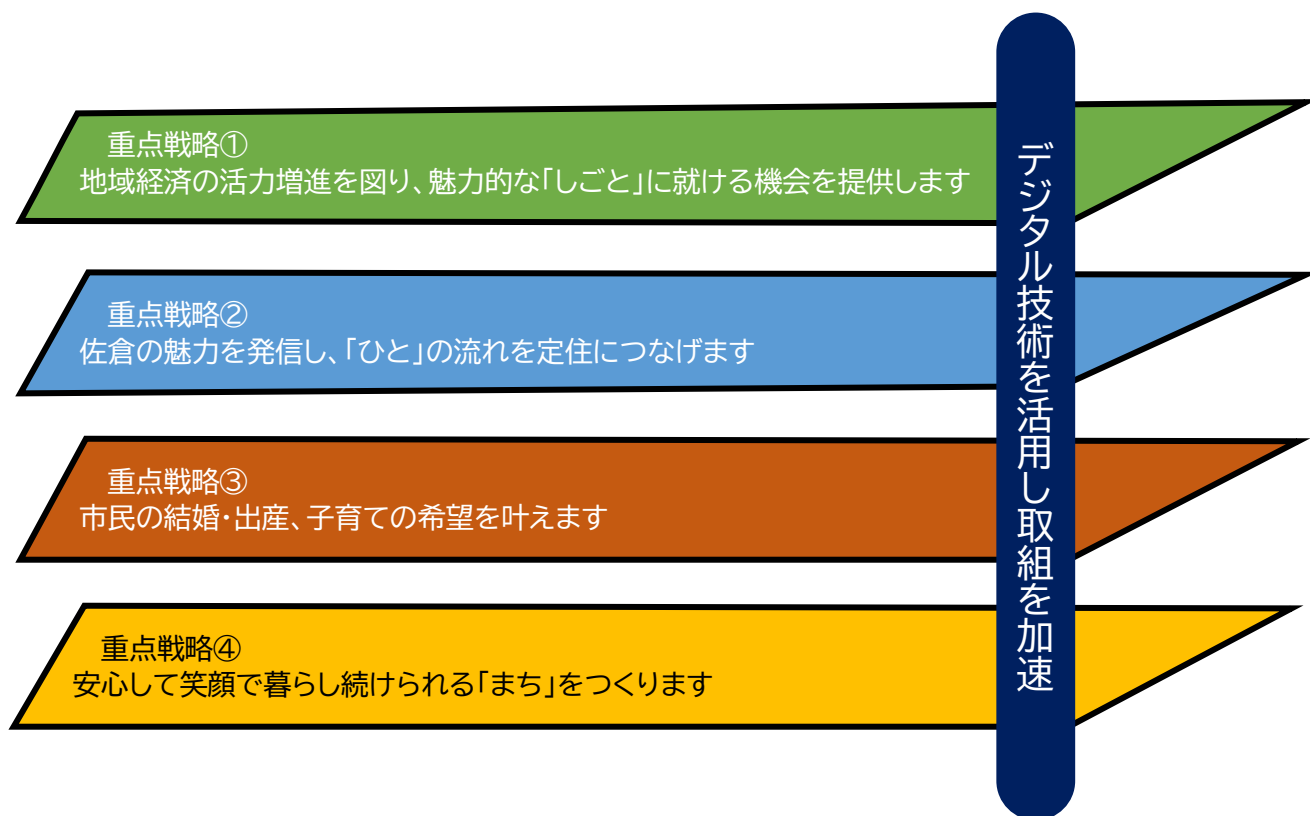 重点戦略①
地域経済の活力増進を図り、魅力的な「しごと」に就ける機会を提供します
重点戦略②
佐倉の魅力を発信し、「ひと」の流れを定住につなげます
重点戦略③
市民の結婚・出産、子育ての希望を叶えます
重点戦略④
安心して笑顔で暮らし続けられる「まち」をつくります
デジタル技術を活用し取組を加速